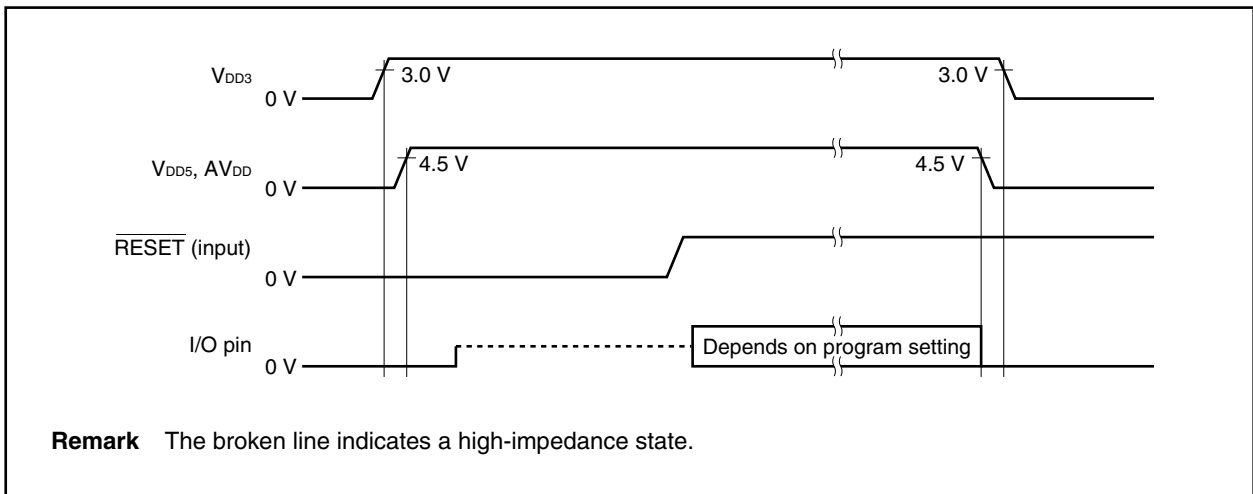 VDD3
3.0 V
3.0 V
0 V
VDD5, AVDD
4.5 V
4.5 V
0 V
RESET (input)
0 V
I/O pin
Depends on program setting
0 V
Remark The broken line indicates a high-impedance state.